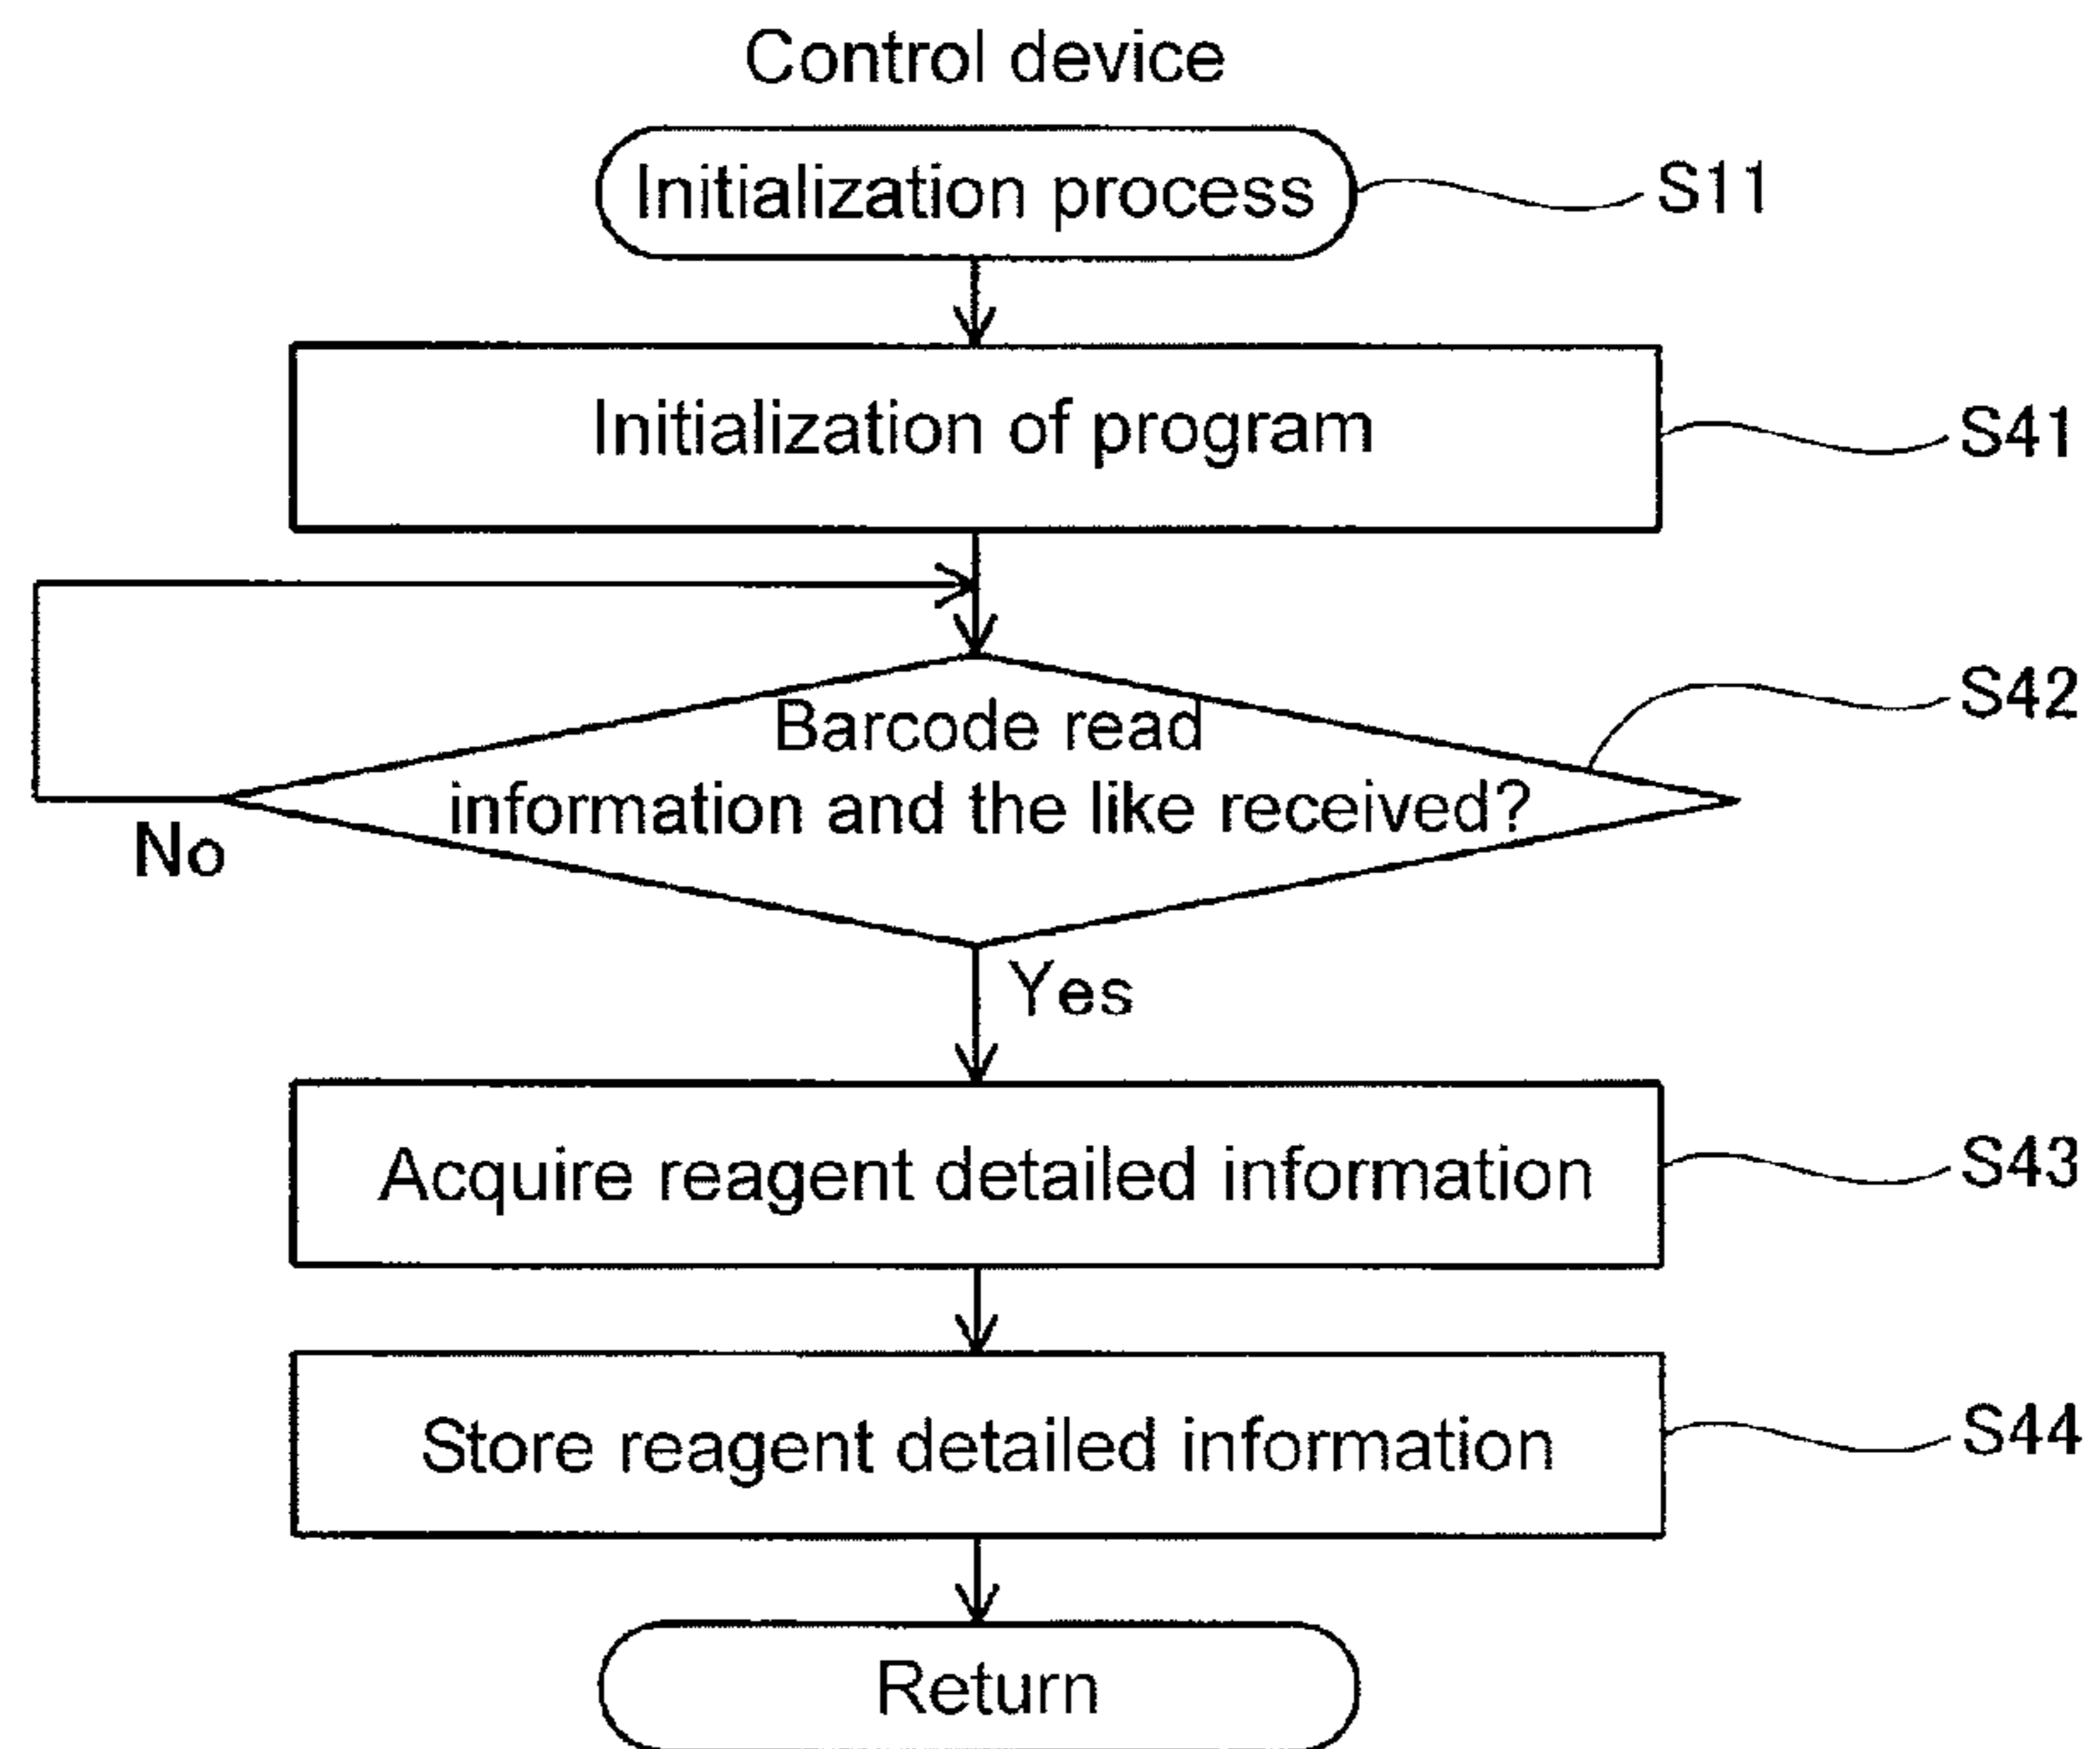 Control device
Initialization process
S11
Initialization of program
S41
Barcode read
information and the like received?
S42
No
Yes
Acquire reagent detailed information
S43
Store reagent detailed information
S44
Return